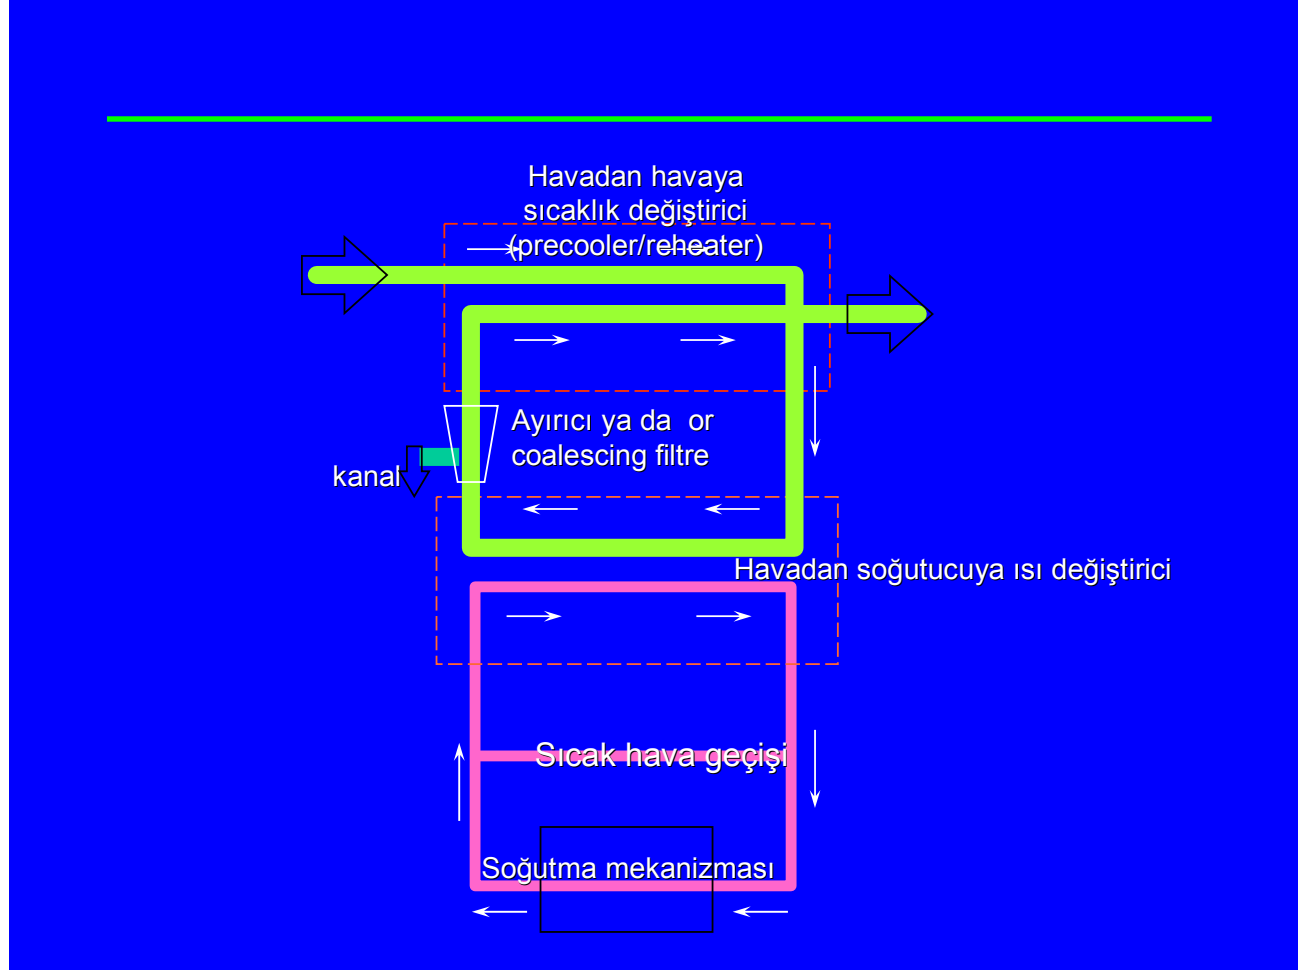 Havadan havaya
sıcaklık değiştirici
(precooler/reheater)
Ayırıcı ya da  or
coalescing filtre
kanal
Havadan soğutucuya ısı değiştirici
Sıcak hava geçişi
Soğutma mekanizması